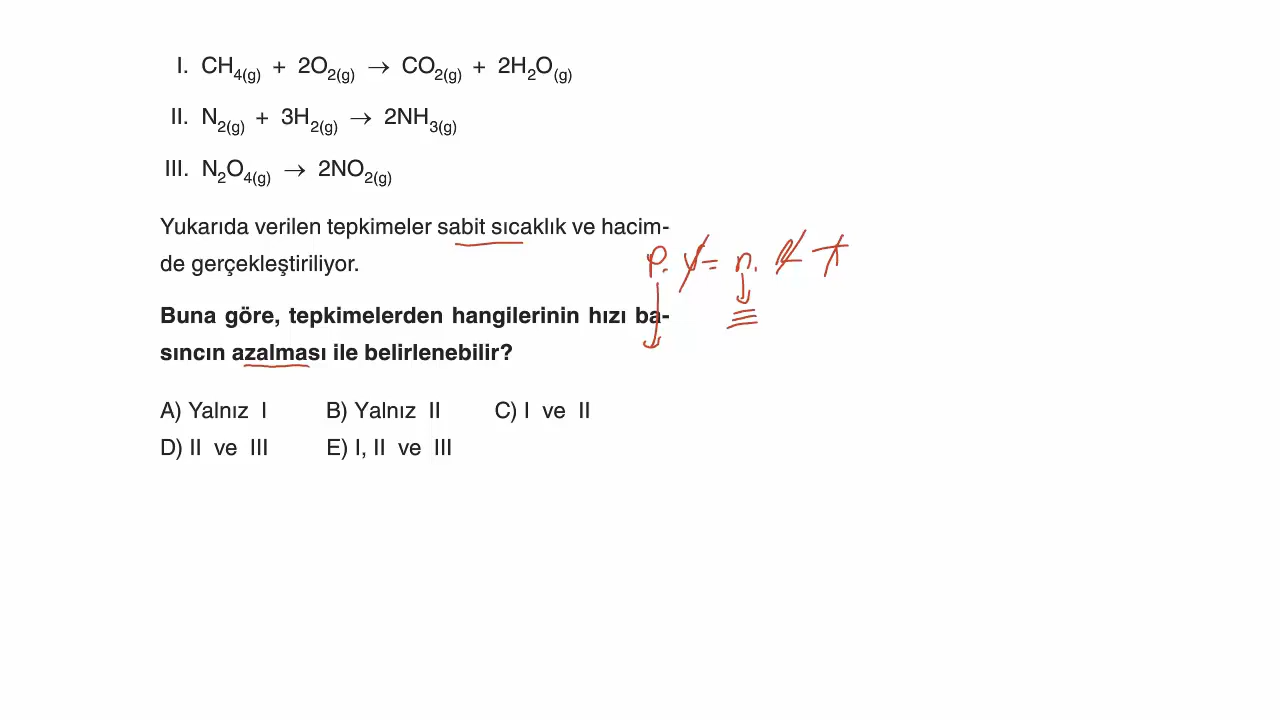 I. CH4(g) + 2O2(g) → CO2(g) + 2H2O(g)
II. N2(g) + 3H2(g) → 2NH3(g)
III. N2O4(g) → 2NO2(g)
Yukarıda verilen tepkimeler sabit sıcaklık ve hacim-
de gerçekleştiriliyor.
P. V = n. R T
Buna göre, tepkimelerden hangilerinin hızı ba-
sıncın azalması ile belirlenebilir?
A) Yalnız I B) Yalnız II C) I ve II
D) II ve III E) I, II ve III